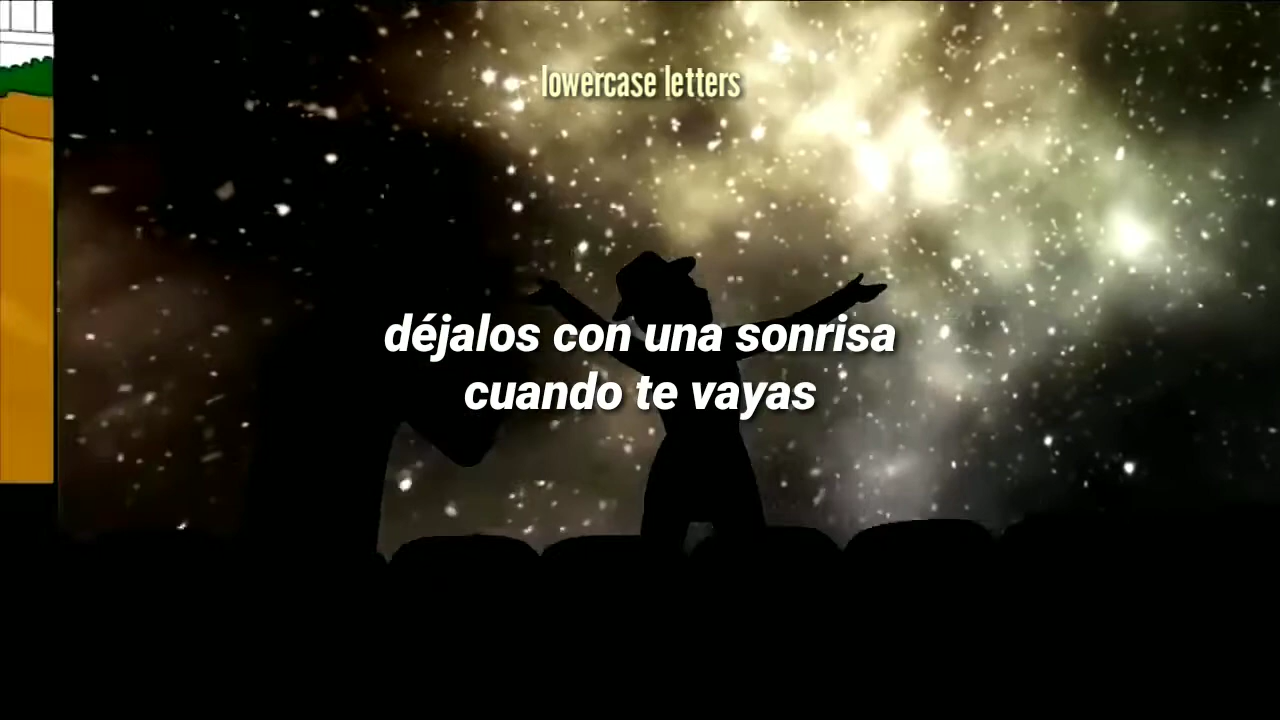 lowercase letters
déjalos con una sonrisa
cuando te vayas